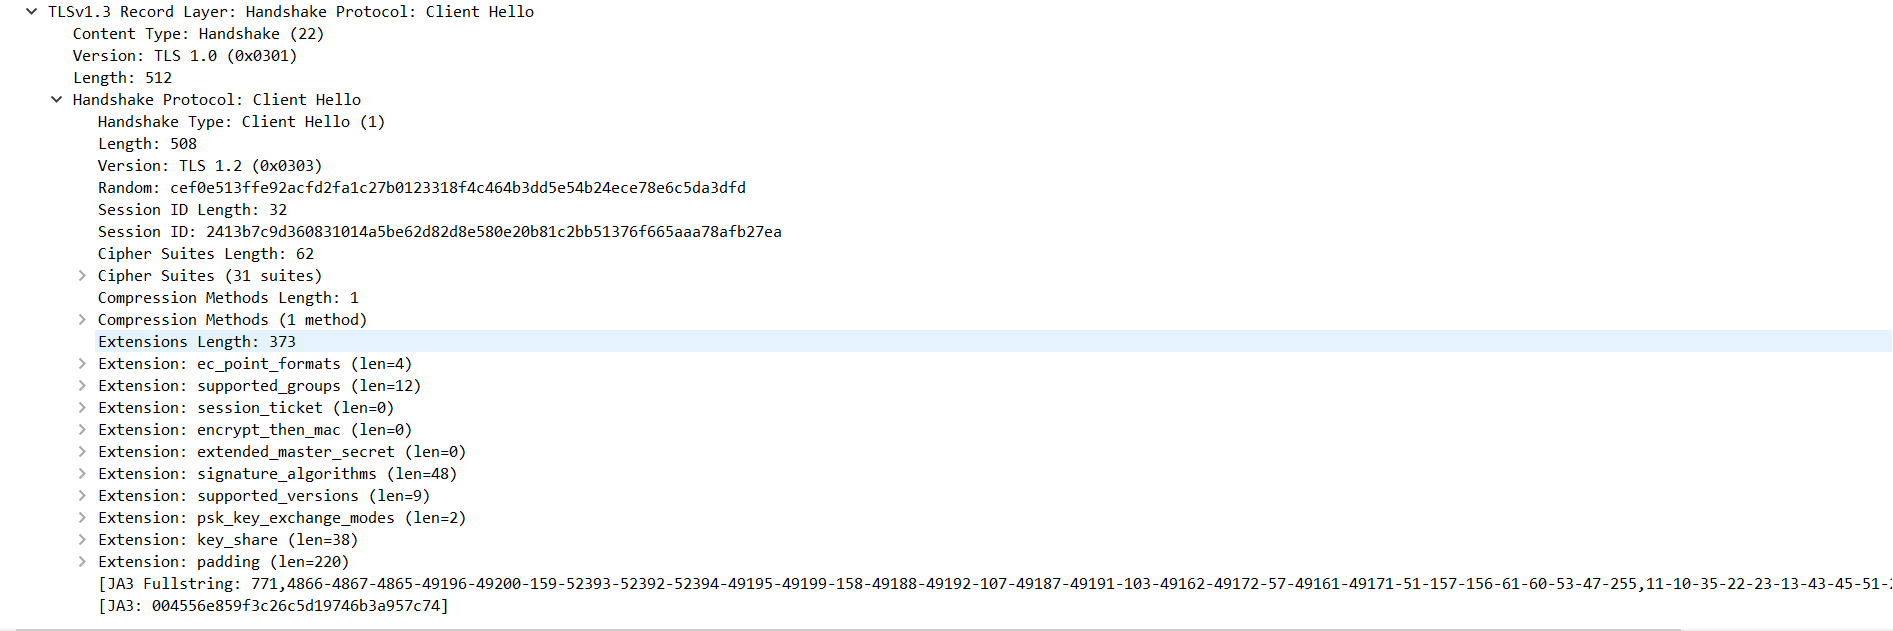 TLSv1.3 Record Layer: Handshake Protocol: Client Hello
Content Type: Handshake (22)
Version: TLS 1.0 (0x0301)
Length: 512
Handshake Protocol: Client Hello
Handshake Type: Client Hello (1)
Length: 508
Version: TLS 1.2 (0x0303)
Random: cef0e513ffe92acfd2fa1c27b0123318f4c464b3dd5e54b24ece78e6c5da3dfd
Session ID Length: 32
Session ID: 2413b7c9d360831014a5be62d82d8e580e20b81c2bb51376f665aaa78afb27ea
Cipher Suites Length: 62
Cipher Suites (31 suites)
Compression Methods Length: 1
Compression Methods (1 method)
Extensions Length: 373
Extension: ec_point_formats (len=4)
Extension: supported_groups (len=12)
Extension: session_ticket (len=0)
Extension: encrypt_then_mac (len=0)
Extension: extended_master_secret (len=0)
Extension: signature_algorithms (len=48)
Extension: supported_versions (len=9)
Extension: psk_key_exchange_modes (len=2)
Extension: key_share (len=38)
Extension: padding (len=220)
[JA3 Fullstring: 771,4866-4867-4865-49196-49200-159-52393-52392-52394-49195-49199-158-49188-49192-107-49187-49191-103-49162-49172-57-49161-49171-51-157-156-61-60-53-47-255,11-10-35-22-23-13-43-45-51-
[JA3: 004556e859f3c26c5d19746b3a957c74]